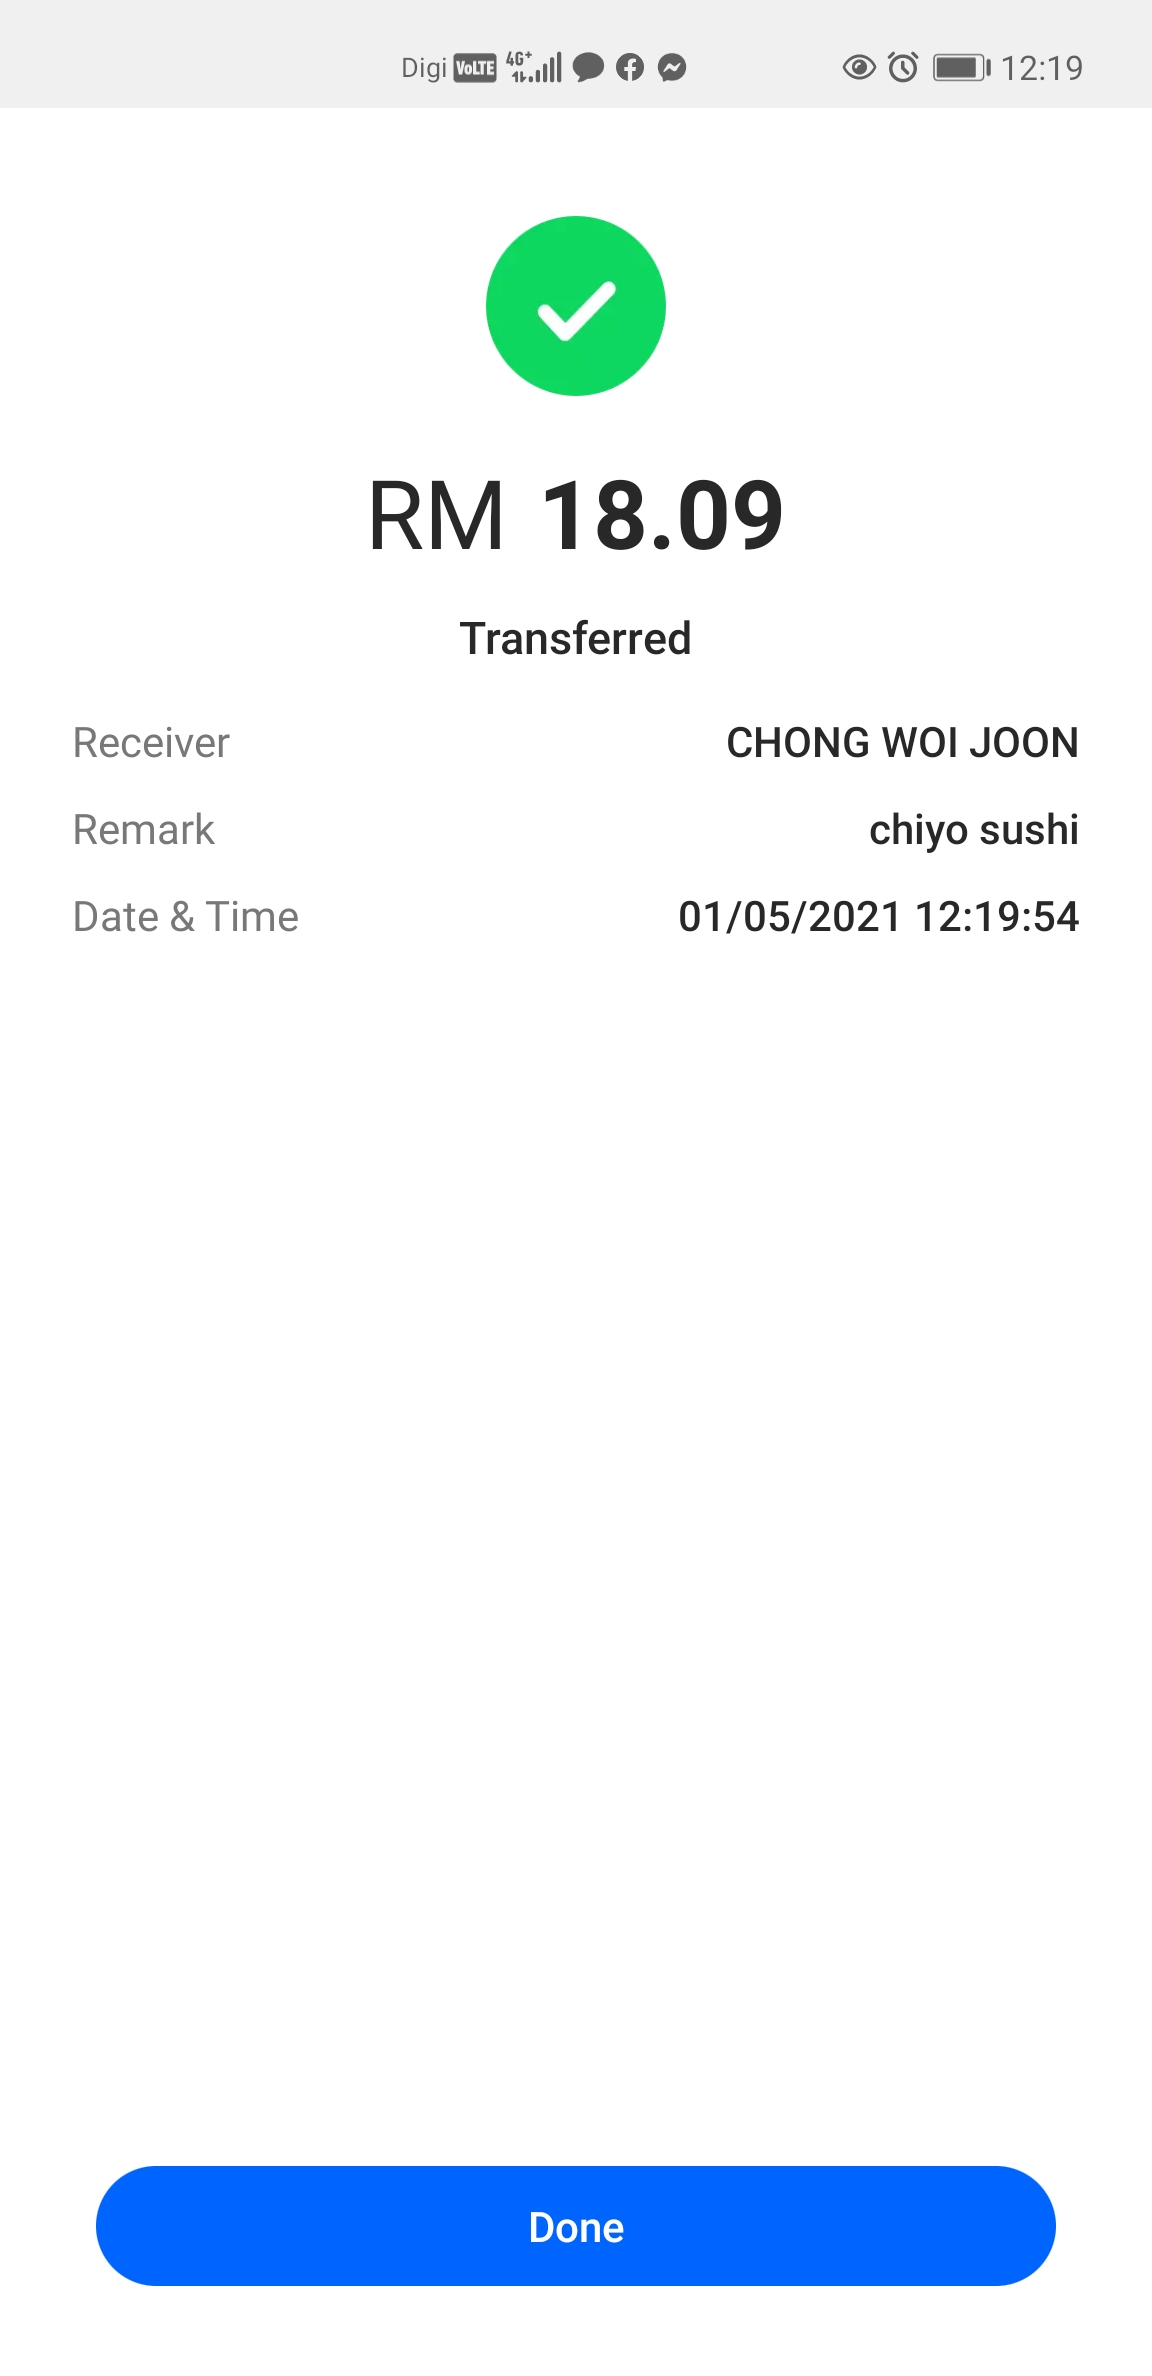 Digi VoLTE 4G+ 12:19
RM 18.09
Transferred
Receiver CHONG WOI JOON
Remark chiyo sushi
Date & Time 01/05/2021 12:19:54
Done